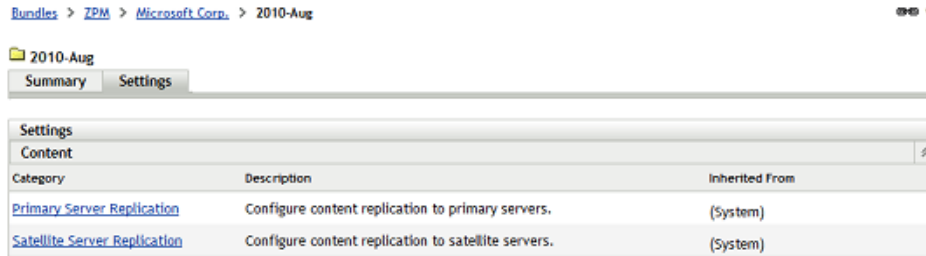 Bundles > ZPM > Microsoft Corp. > 2010-Aug
2010-Aug
Summary Settings
Settings
Content
Category Description Inherited From
Primary Server Replication Configure content replication to primary servers. (System)
Satellite Server Replication Configure content replication to satellite servers. (System)